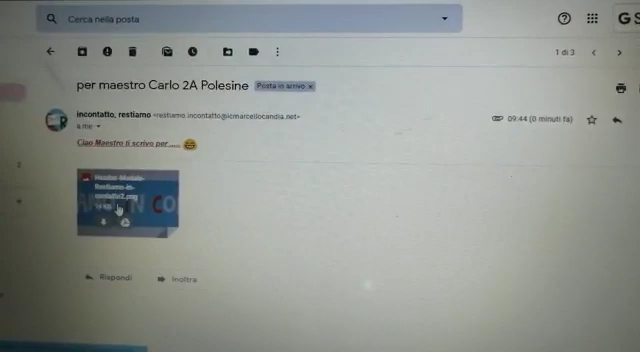 Cerca nella posta
GS
1 di 3
per maestro Carlo 2A Polesine Posta in arrivo x
incontatto, restiamo <restiamo.incontatto@icmarcellocandia.net>
a me
09:44 (0 minuti fa)
Ciao Maestro ti scrivo per.....
Rispondi
Inoltra